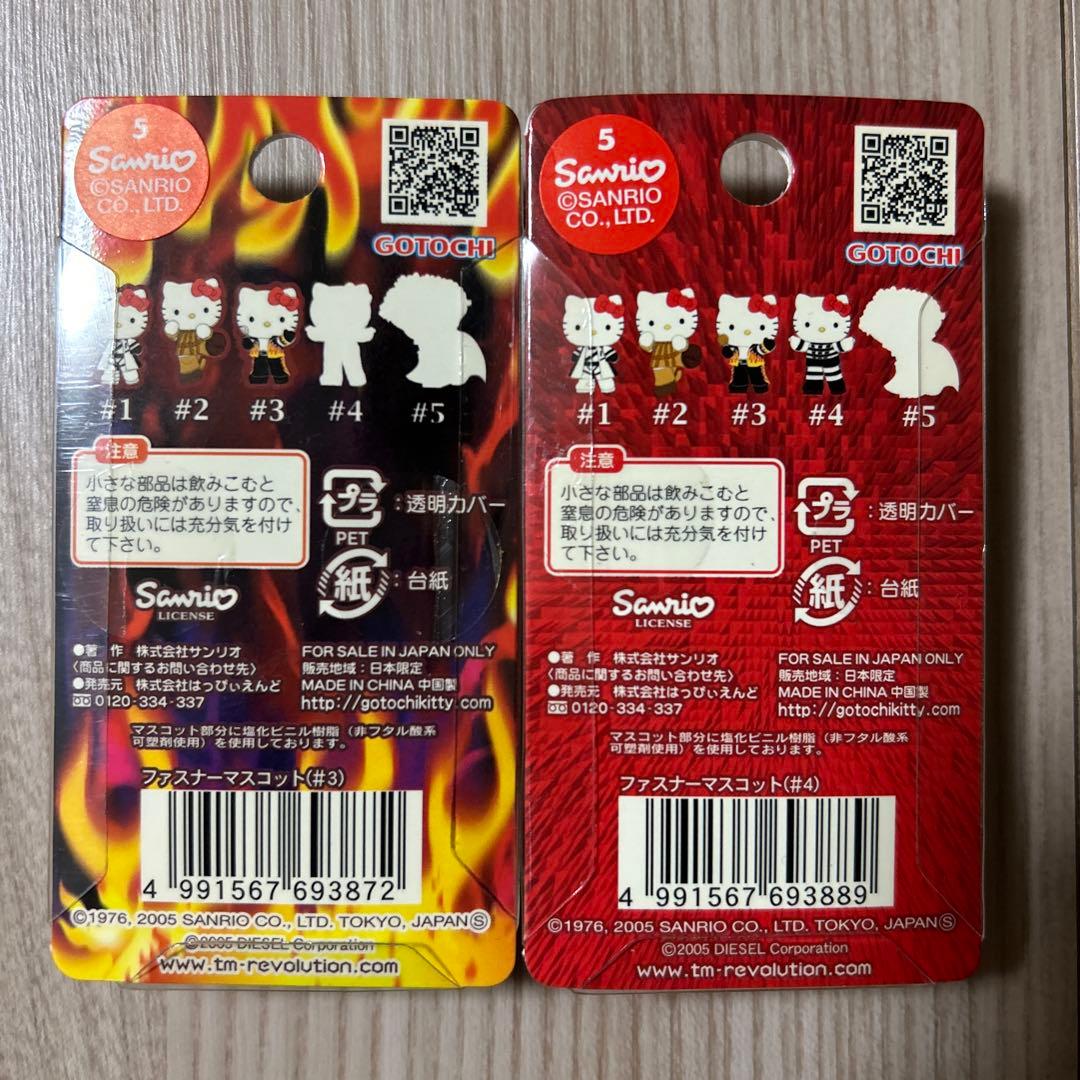 5
Sanrio
©SANRIO
CO., LTD.
GOTOCHI
#1 #2 #3 #4 #5
注意
小さな部品は飲みこむと
窒息の危険がありますので、
取り扱いには充分気を付け
て下さい。
プラ
PET
:透明カバー
紙
:台紙
Sanrio
LICENSE
●著 作 株式会社サンリオ
〈商品に関するお問い合わせ先〉
●発売元 株式会社はっぴぃえんど
0120-334-337
FOR SALE IN JAPAN ONLY
販売地域:日本限定
MADE IN CHINA 中国製
http://gotochikitty.com
マスコット部分に塩化ビニル樹脂(非フタル酸系
可塑剤使用)を使用しております。
ファスナーマスコット(#3)
4 991567 693872
©1976, 2005 SANRIO CO., LTD. TOKYO, JAPANⓈ
©2005 DIESEL Corporation
www.tm-revolution.com
5
Sanrio
©SANRIO
CO., LTD.
GOTOCHI
#1 #2 #3 #4 #5
注意
小さな部品は飲みこむと
窒息の危険がありますので、
取り扱いには充分気を付け
て下さい。
プラ
PET
:透明カバー
紙
:台紙
Sanrio
LICENSE
●著 作 株式会社サンリオ
〈商品に関するお問い合わせ先〉
●発売元 株式会社はっぴぃえんど
0120-334-337
FOR SALE IN JAPAN ONLY
販売地域:日本限定
MADE IN CHINA 中国製
http://gotochikitty.com
マスコット部分に塩化ビニル樹脂(非フタル酸系
可塑剤使用)を使用しております。
ファスナーマスコット(#4)
4 991567 693889
©1976, 2005 SANRIO CO., LTD. TOKYO, JAPANⓈ
©2005 DIESEL Corporation
www.tm-revolution.com